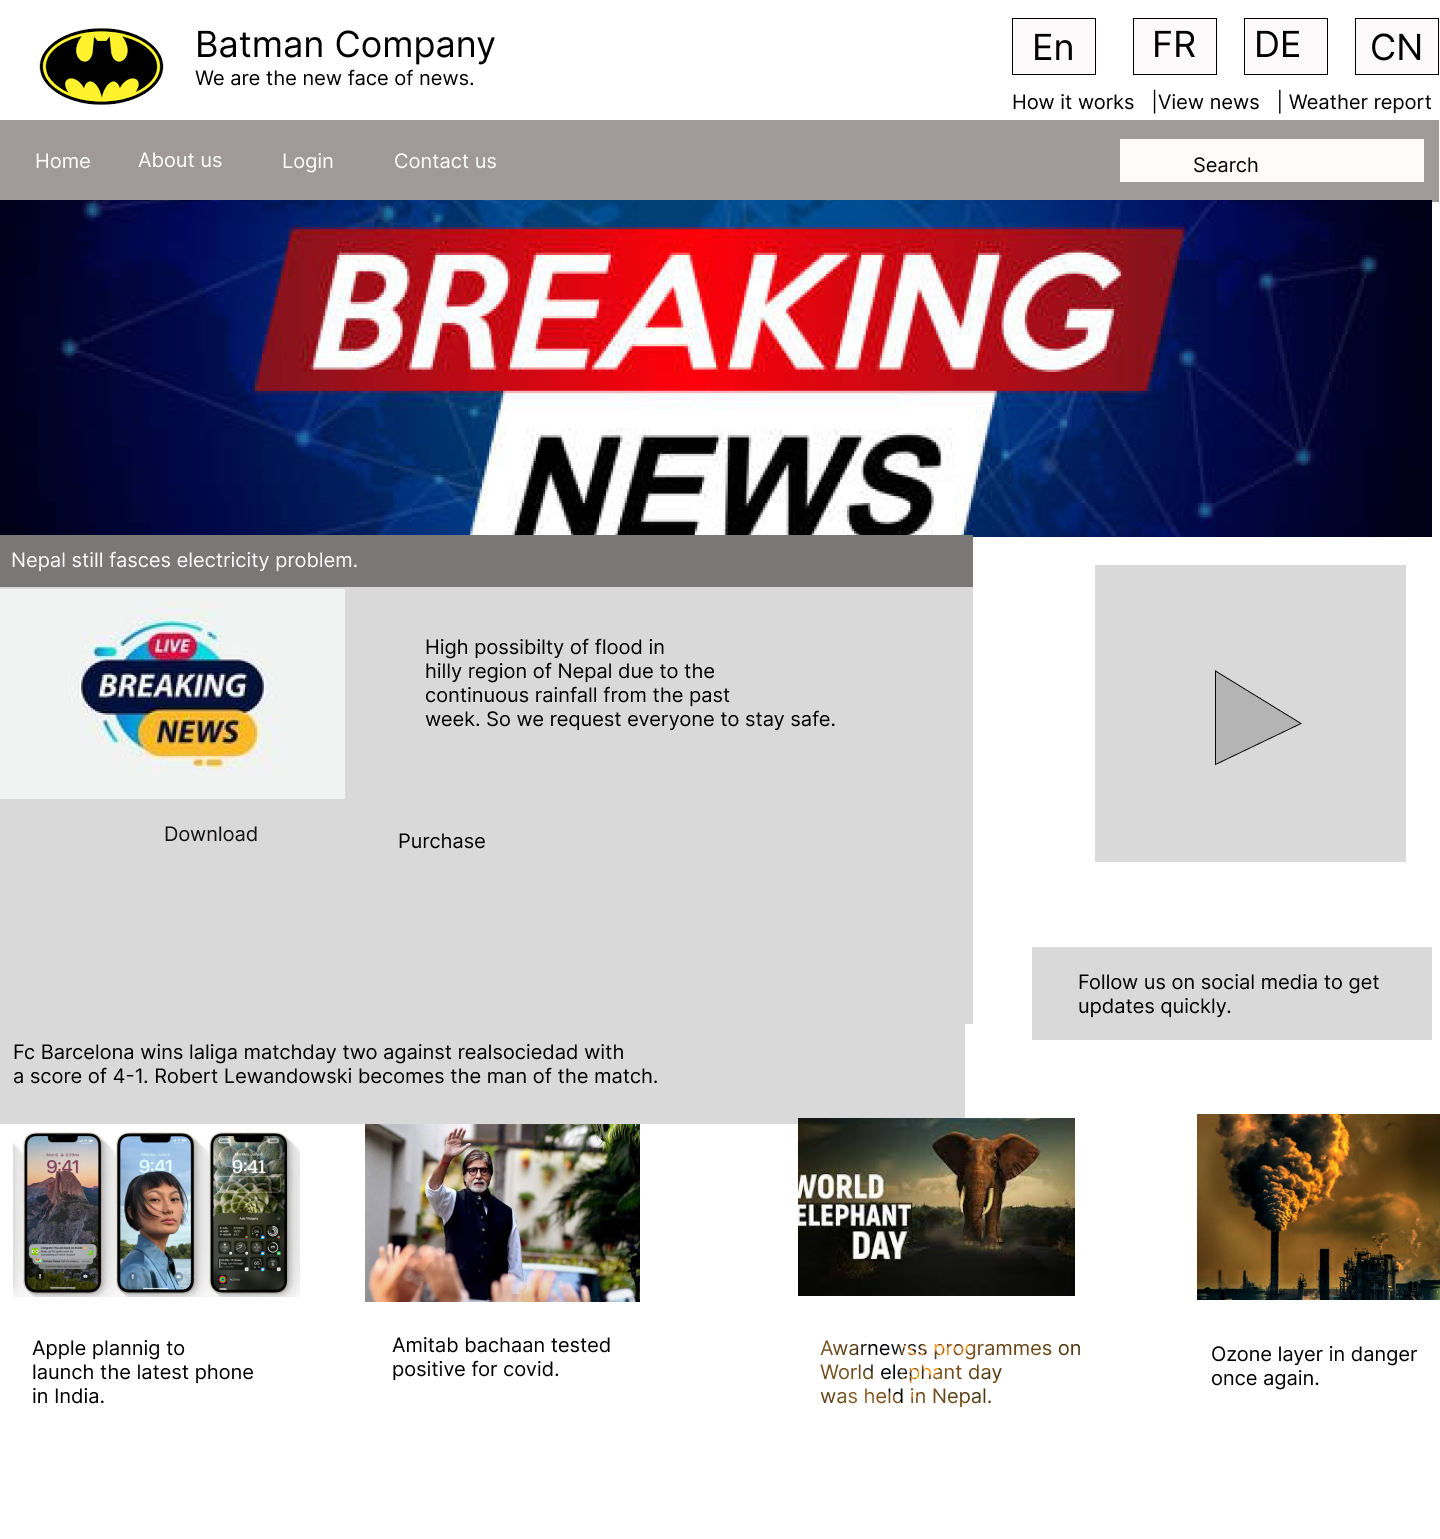 Batman Company
We are the new face of news.
En
FR
DE
CN
How it works |View news | Weather report
Home About us Login Contact us
Search
BREAKING
NEWS
Nepal still fasces electricity problem.
LIVE
BREAKING
NEWS
High possibilty of flood in
hilly region of Nepal due to the
continuous rainfall from the past
week. So we request everyone to stay safe.
Download
Purchase
Follow us on social media to get
updates quickly.
Fc Barcelona wins laliga matchday two against realsociedad with
a score of 4-1. Robert Lewandowski becomes the man of the match.
9:41
9:41
9:41
WORLD
ELEPHANT
DAY
Apple plannig to
launch the latest phone
in India.
Amitab bachaan tested
positive for covid.
Awarnewss programmes on
World elephant day
was held in Nepal.
Ozone layer in danger
once again.